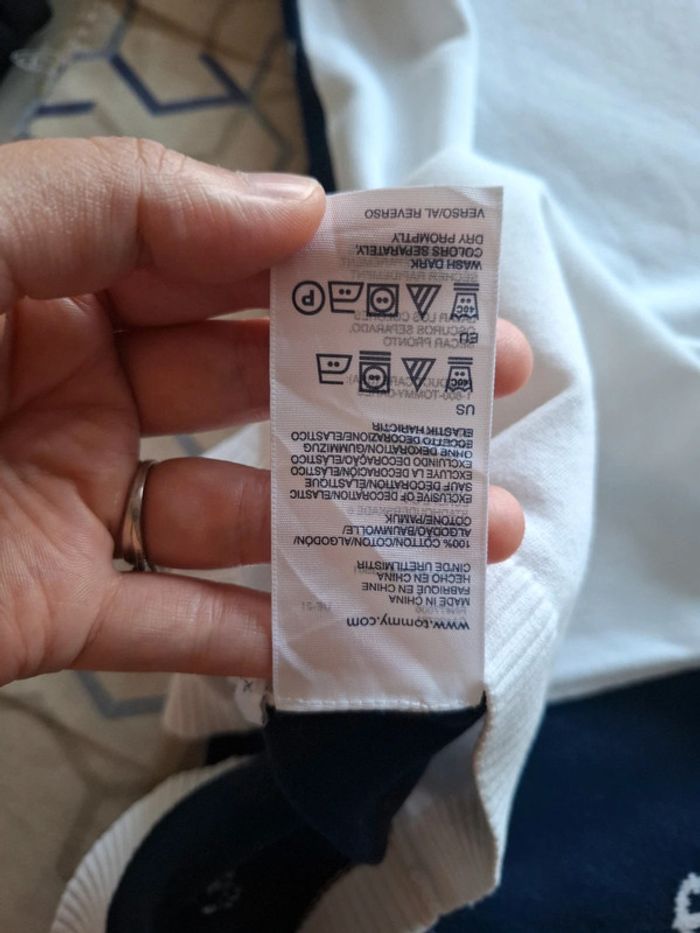 www.tommy.com
MADE IN CHINA
FABRIQUÉ EN CHINE
HECHO EN CHINA
CIN'DE URETILMISTIR
100% COTTON/COTON/ALGODÓN/
ALGODÃO/BAUMWOLLE/
COTONE/PAMUK
EXCLUSIVE OF DECORATION/ELASTIC
SAUF DECORATION/ELASTIQUE
EXCLUYE LA DECORACIÓN/ELÁSTICO
EXCLUINDO DECORAÇÃO/ELÁSTICO
OHNE DEKORATION/GUMMIZUG
ECCETTO DECORAZIONE/ELASTICO
ELASTIK HARICTIR
US
40C
EU
40C P
WASH DARK
COLORS SEPARATELY,
DRY PROMPTLY
VERSO/AL REVERSO